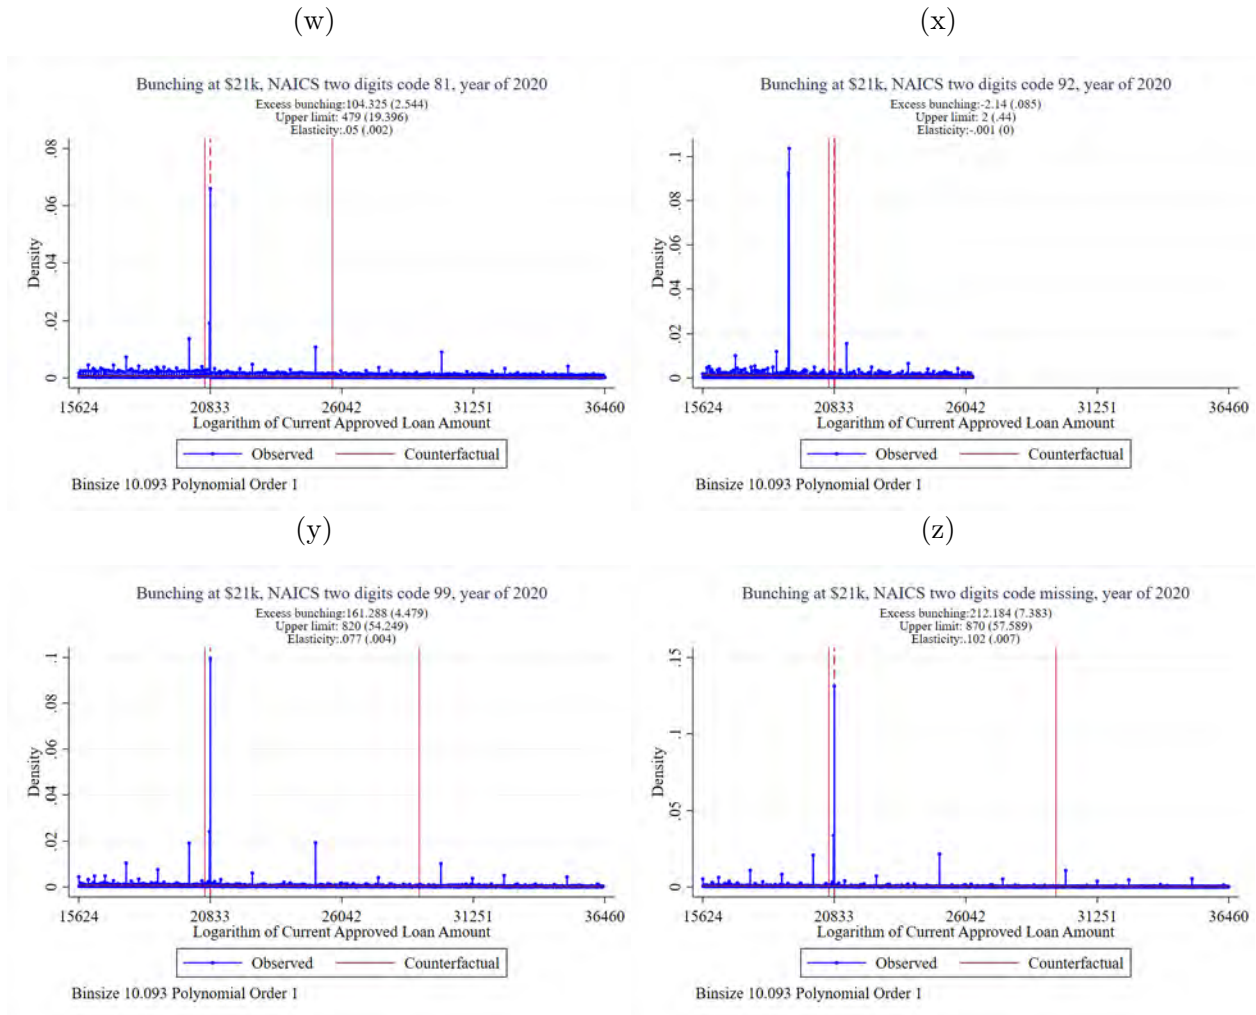 (w)
Bunching at $21k, NAICS two digits code 81, year of 2020
Excess bunching:104.325 (2.544)
Upper limit: 479 (19.396)
Elasticity:.05 (.002)
Density
.08
.06
.04
.02
0
15624 20833 26042 31251 36460
Logarithm of Current Approved Loan Amount
Observed Counterfactual
Binsize 10.093 Polynomial Order 1
(x)
Bunching at $21k, NAICS two digits code 92, year of 2020
Excess bunching:-2.14 (.085)
Upper limit: 2 (.44)
Elasticity:-.001 (0)
Density
.1
.08
.06
.04
.02
0
15624 20833 26042 31251 36460
Logarithm of Current Approved Loan Amount
Observed Counterfactual
Binsize 10.093 Polynomial Order 1
(y)
Bunching at $21k, NAICS two digits code 99, year of 2020
Excess bunching:161.288 (4.479)
Upper limit: 820 (54.249)
Elasticity:.077 (.004)
Density
.1
.08
.06
.04
.02
0
15624 20833 26042 31251 36460
Logarithm of Current Approved Loan Amount
Observed Counterfactual
Binsize 10.093 Polynomial Order 1
(z)
Bunching at $21k, NAICS two digits code missing, year of 2020
Excess bunching:212.184 (7.383)
Upper limit: 870 (57.589)
Elasticity:.102 (.007)
Density
.15
.1
.05
0
15624 20833 26042 31251 36460
Logarithm of Current Approved Loan Amount
Observed Counterfactual
Binsize 10.093 Polynomial Order 1